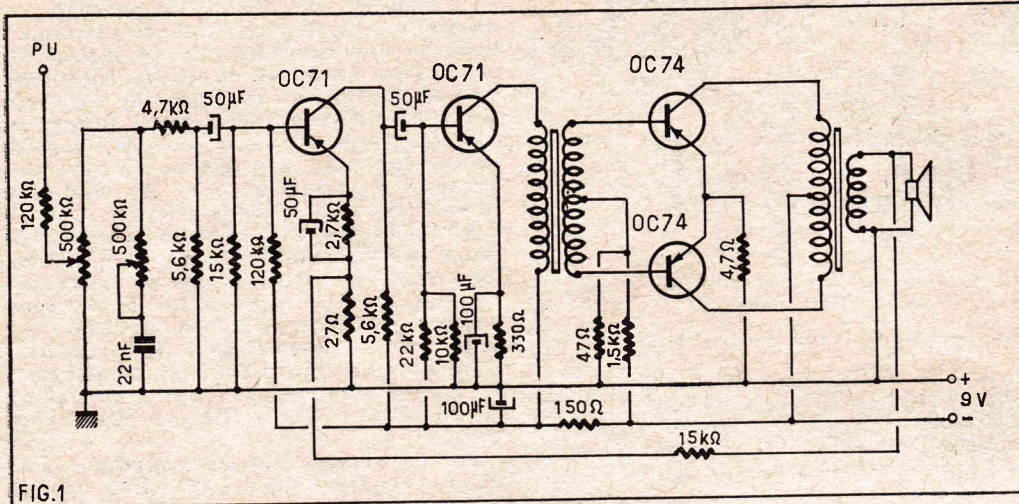 PU
OC71
OC71
OC74
4,7kΩ
50µF
50µF
120kΩ
500kΩ
500kΩ
5,6kΩ
15kΩ
120kΩ
50µF
2,7kΩ
27Ω
5,6kΩ
22kΩ
10kΩ
100µF
330Ω
OC74
4,7Ω
47Ω
1,5kΩ
22nF
100µF
150Ω
+
9V
-
15kΩ
FIG.1